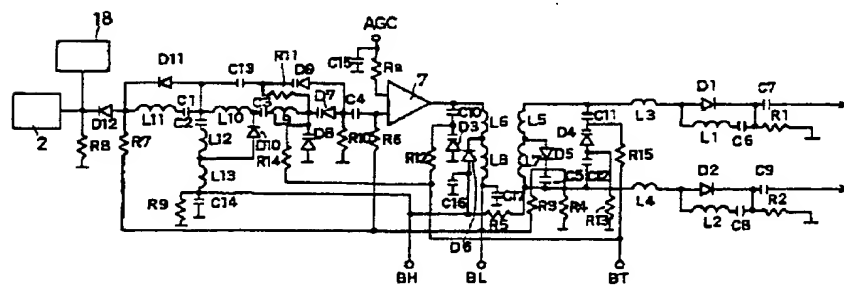 18
AGC
D11
C13
R11
D9
C15
Ra
7
2
D12
L11
C1
C2
L10
C3
L9
D7
C4
C10
L6
L5
C11
L3
D1
C7
R8
R7
L12
D10
D8
R10
R6
D3
D4
L1
C6
R1
R14
R12
L8
L7
D5
R15
L13
C5
C12
D2
C9
R9
C14
C16
C17
R3
R4
R13
L4
R5
L2
C8
R2
D6
BH
BL
BT